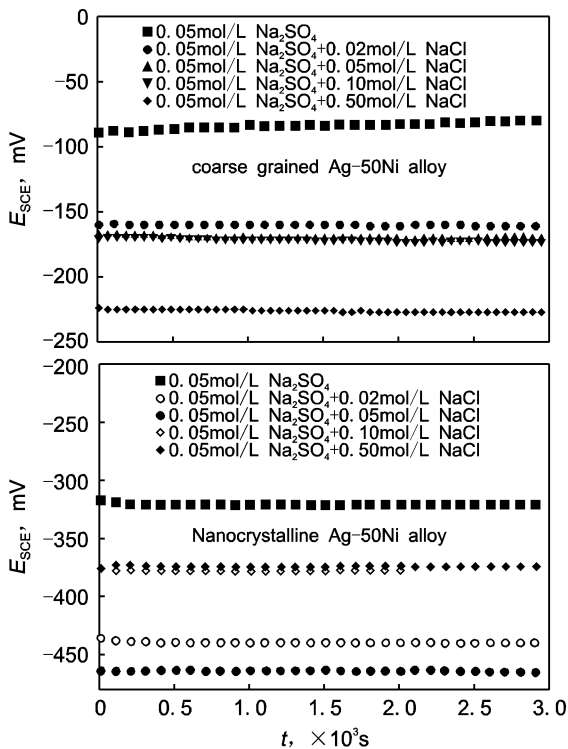 0
0.05mol/L Na₂SO₄
0.05mol/L Na₂SO₄+0.02mol/L NaCl
0.05mol/L Na₂SO₄+0.05mol/L NaCl
0.05mol/L Na₂SO₄+0.10mol/L NaCl
0.05mol/L Na₂SO₄+0.50mol/L NaCl
−50
−100
E_SCE, mV
coarse grained Ag−50Ni alloy
−150
−200
−250
−200
0.05mol/L Na₂SO₄
0.05mol/L Na₂SO₄+0.02mol/L NaCl
0.05mol/L Na₂SO₄+0.05mol/L NaCl
0.05mol/L Na₂SO₄+0.10mol/L NaCl
0.05mol/L Na₂SO₄+0.50mol/L NaCl
−250
−300
E_SCE, mV
Nanocrystalline Ag−50Ni alloy
−350
−400
−450
0 0.5 1.0 1.5 2.0 2.5 3.0
t, ×10³s